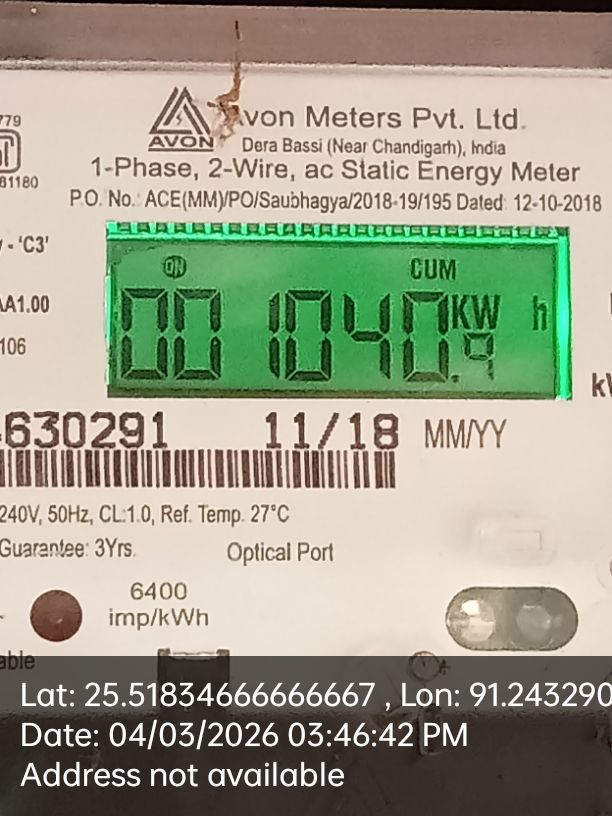 779
Avon Meters Pvt. Ltd.
AVON
Dera Bassi (Near Chandigarh), India
81180
1-Phase, 2-Wire, ac Static Energy Meter
P.O. No.: ACE(MM)/PO/Saubhagya/2018-19/195 Dated: 12-10-2018
- 'C3'
ON CUM
A1.00
001040.9 KW h
106
630291 11/18 MM/YY
240V, 50Hz, CL:1.0, Ref. Temp. 27°C
Guarantee: 3Yrs. Optical Port
6400
imp/kWh
able
Lat: 25.51834666666667 , Lon: 91.243290
Date: 04/03/2026 03:46:42 PM
Address not available